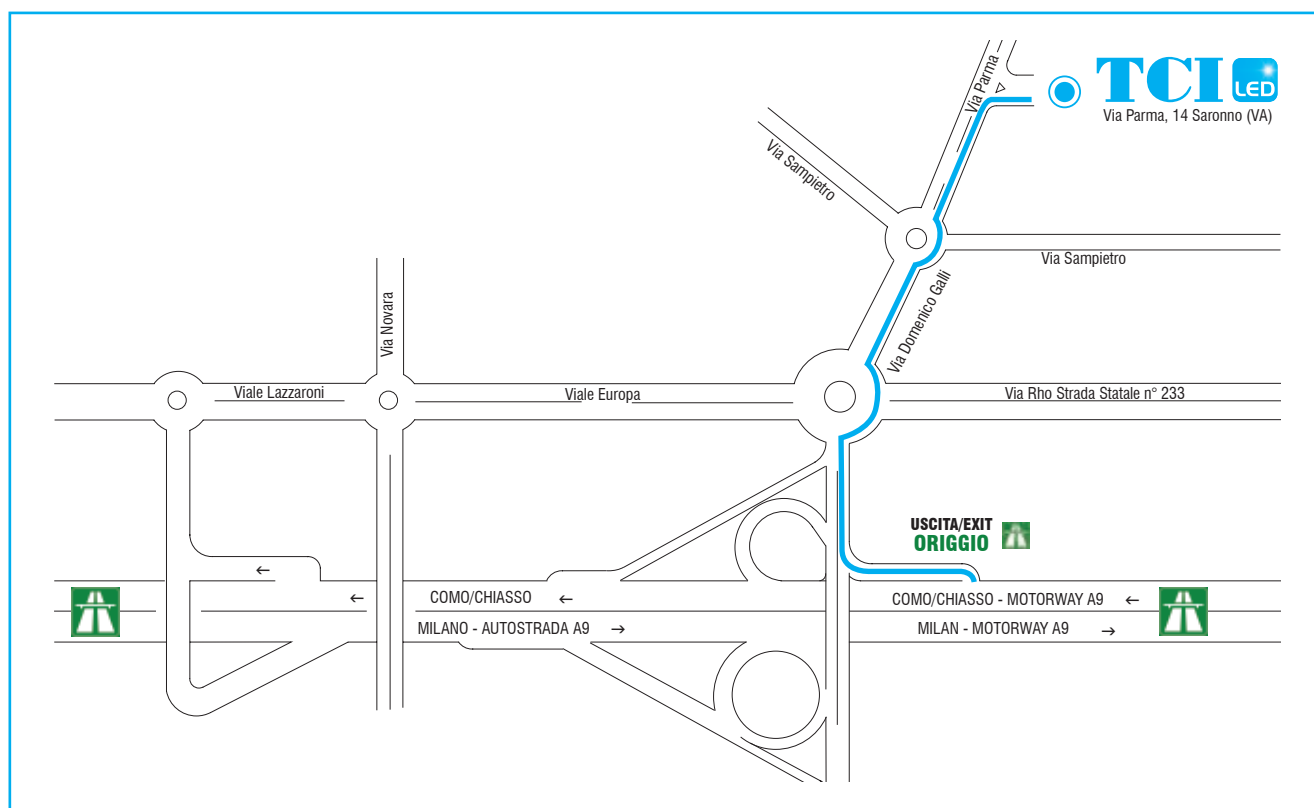 TCI LED
Via Parma, 14 Saronno (VA)
Via Parma
Via Sampietro
Via Sampietro
Via Domenico Galli
Via Novara
Viale Lazzaroni
Viale Europa
Via Rho Strada Statale n° 233
USCITA/EXIT
ORIGGIO
←
← COMO/CHIASSO ←
COMO/CHIASSO - MOTORWAY A9 ←
MILANO - AUTOSTRADA A9 →
MILAN - MOTORWAY A9 →